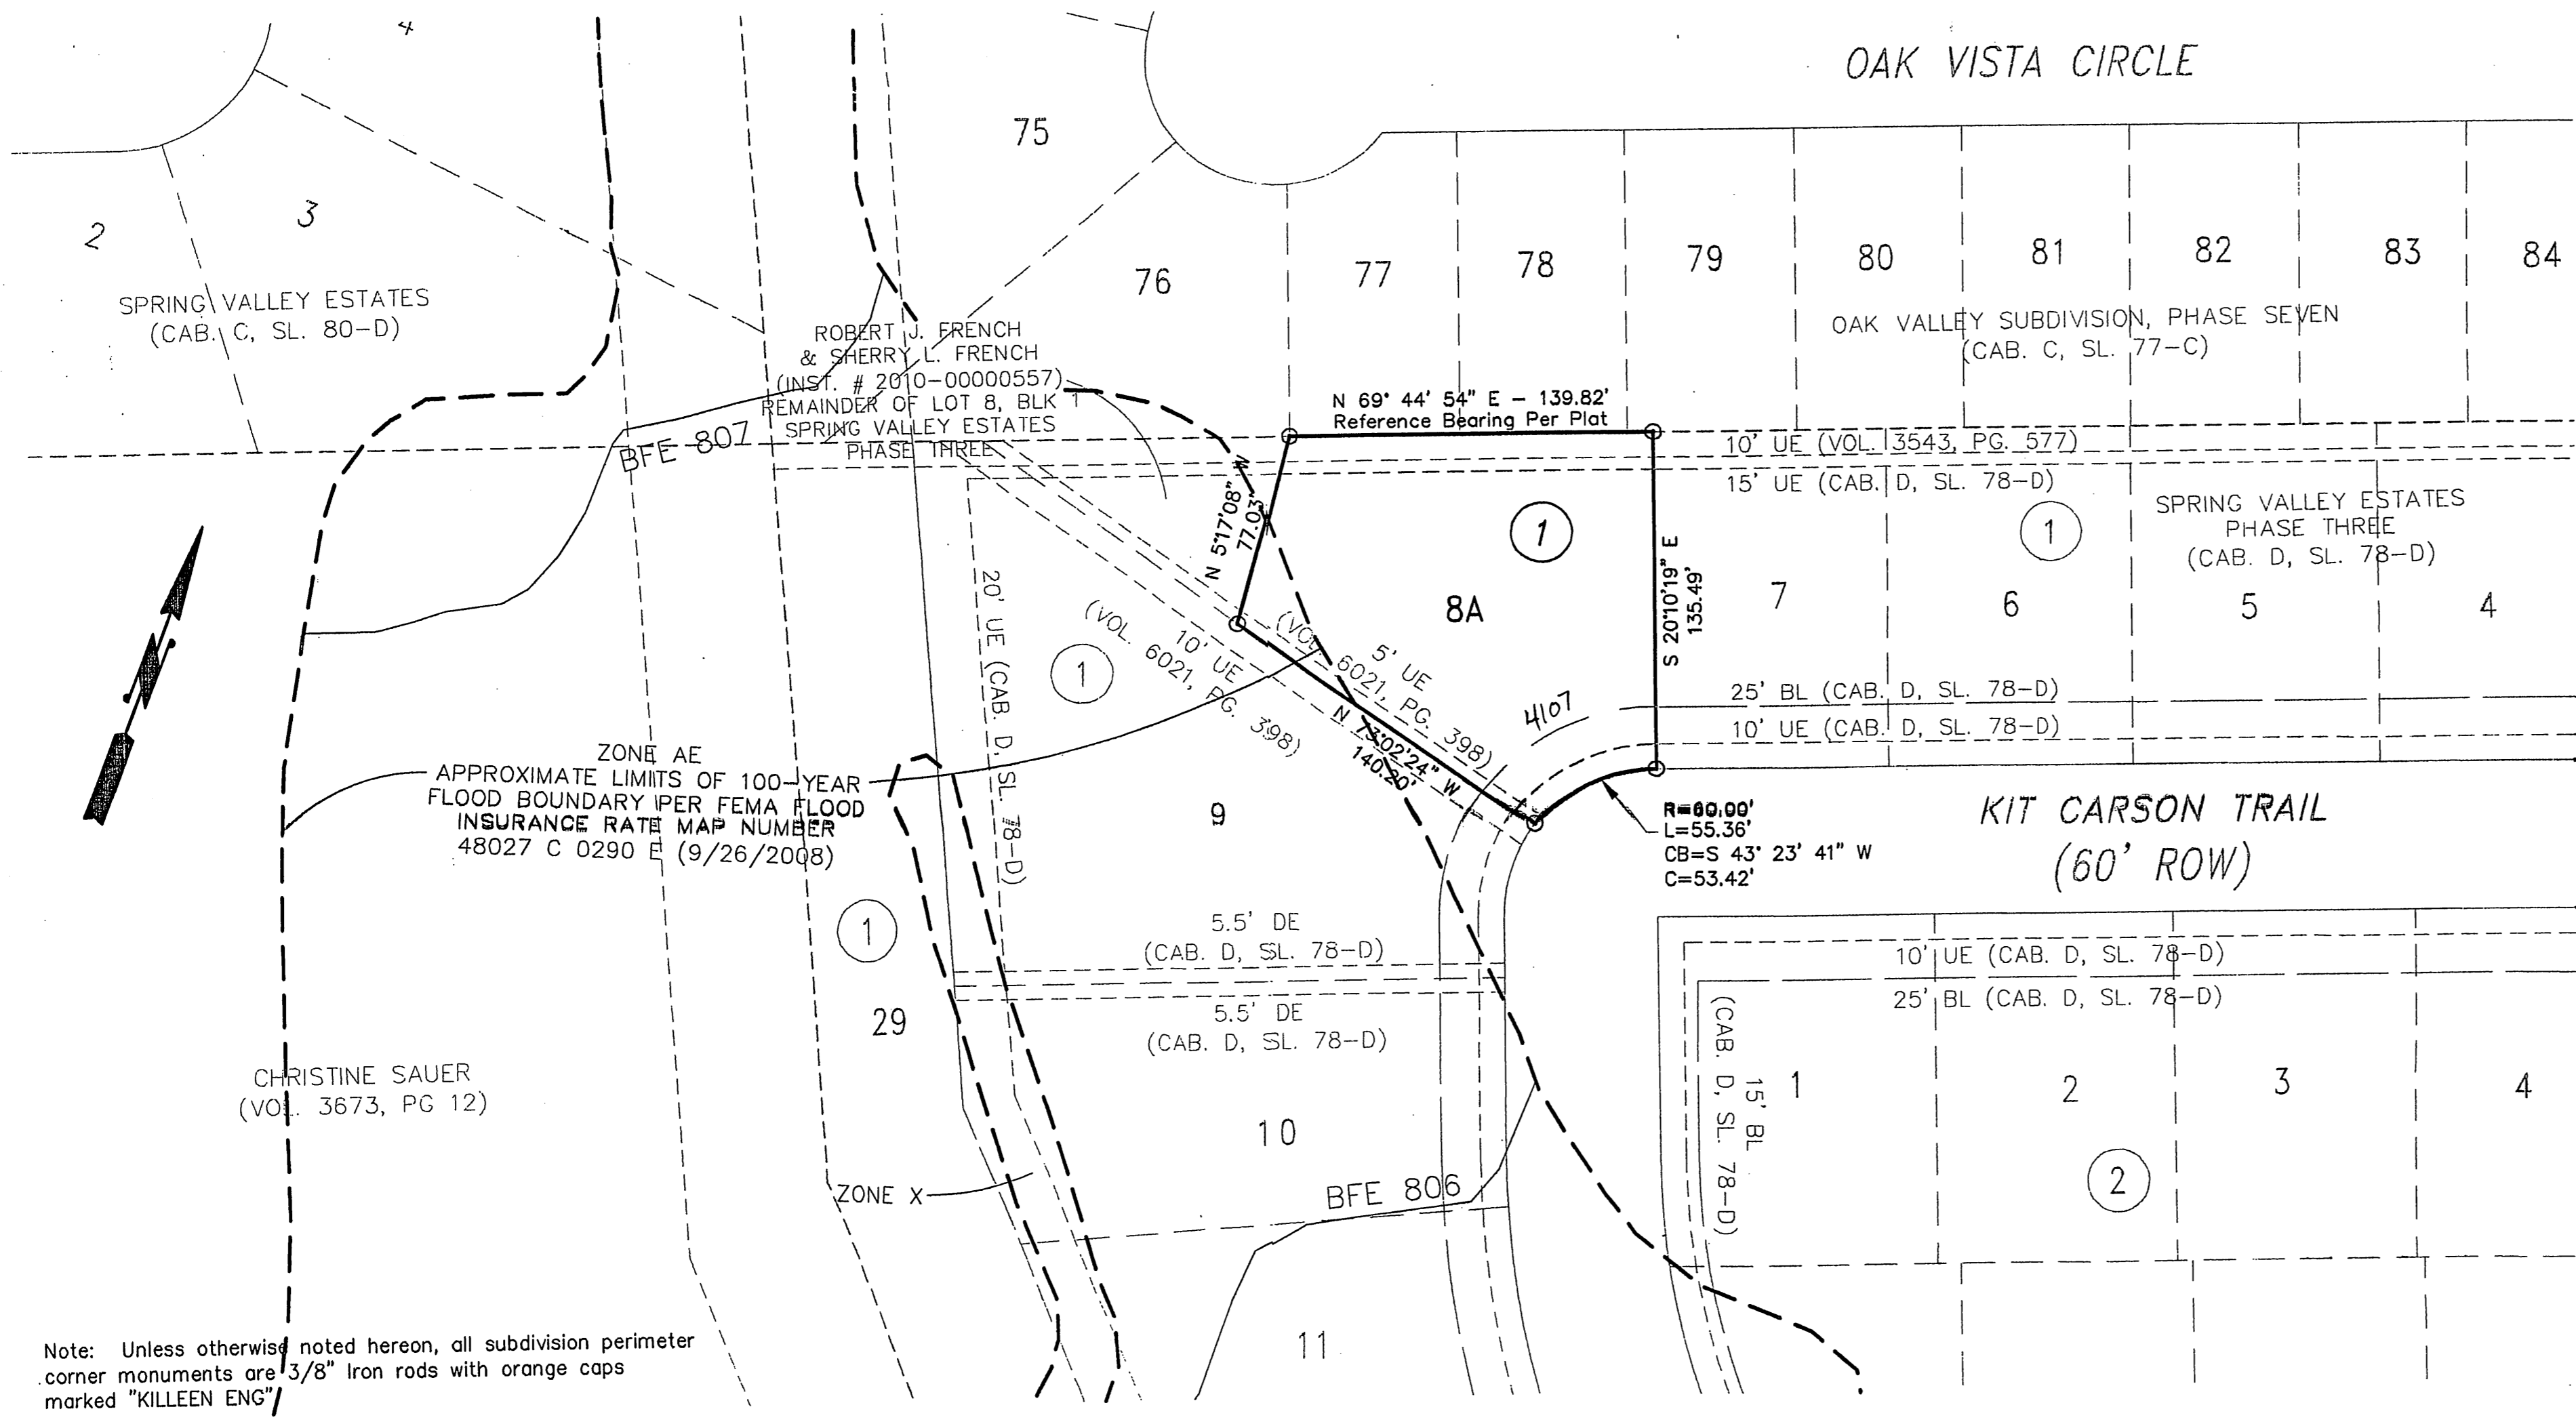 4
OAK VISTA CIRCLE
75
2
3
76
77
78
79
80
81
82
83
84
SPRING VALLEY ESTATES
(CAB. C, SL. 80-D)
OAK VALLEY SUBDIVISION, PHASE SEVEN
(CAB. C, SL. 77-C)
ROBERT J. FRENCH
& SHERRY L. FRENCH
(INST. # 2010-00000557)
REMAINDER OF LOT 8, BLK 1
SPRING VALLEY ESTATES
PHASE THREE
BFE 807
N 69° 44' 54" E - 139.82'
Reference Bearing Per Plat
10' UE (VOL. 3543, PG. 577)
15' UE (CAB. D, SL. 78-D)
SPRING VALLEY ESTATES
PHASE THREE
(CAB. D, SL. 78-D)
N 5°17'08" W
77.03'
1
1
S 20°10'19" E
135.49'
8A
7
6
5
4
20' UE (CAB. D, SL. 78-D)
1
10' UE
(VOL. 6021, PG. 398)
5' UE
(VOL. 6021, PG. 398)
N 73°02'24" W
140.20'
4107
25' BL (CAB. D, SL. 78-D)
10' UE (CAB. D, SL. 78-D)
ZONE AE
APPROXIMATE LIMITS OF 100-YEAR
FLOOD BOUNDARY PER FEMA FLOOD
INSURANCE RATE MAP NUMBER
48027 C 0290 E (9/26/2008)
9
R=60.00'
L=55.36'
CB=S 43° 23' 41" W
C=53.42'
KIT CARSON TRAIL
(60' ROW)
1
29
5.5' DE
(CAB. D, SL. 78-D)
5.5' DE
(CAB. D, SL. 78-D)
10' UE (CAB. D, SL. 78-D)
25' BL (CAB. D, SL. 78-D)
15' BL
(CAB. D, SL. 78-D)
1
2
3
4
2
CHRISTINE SAUER
(VOL. 3673, PG 12)
10
ZONE X
BFE 806
11
Note: Unless otherwise noted hereon, all subdivision perimeter
corner monuments are 3/8" Iron rods with orange caps
marked "KILLEEN ENG"